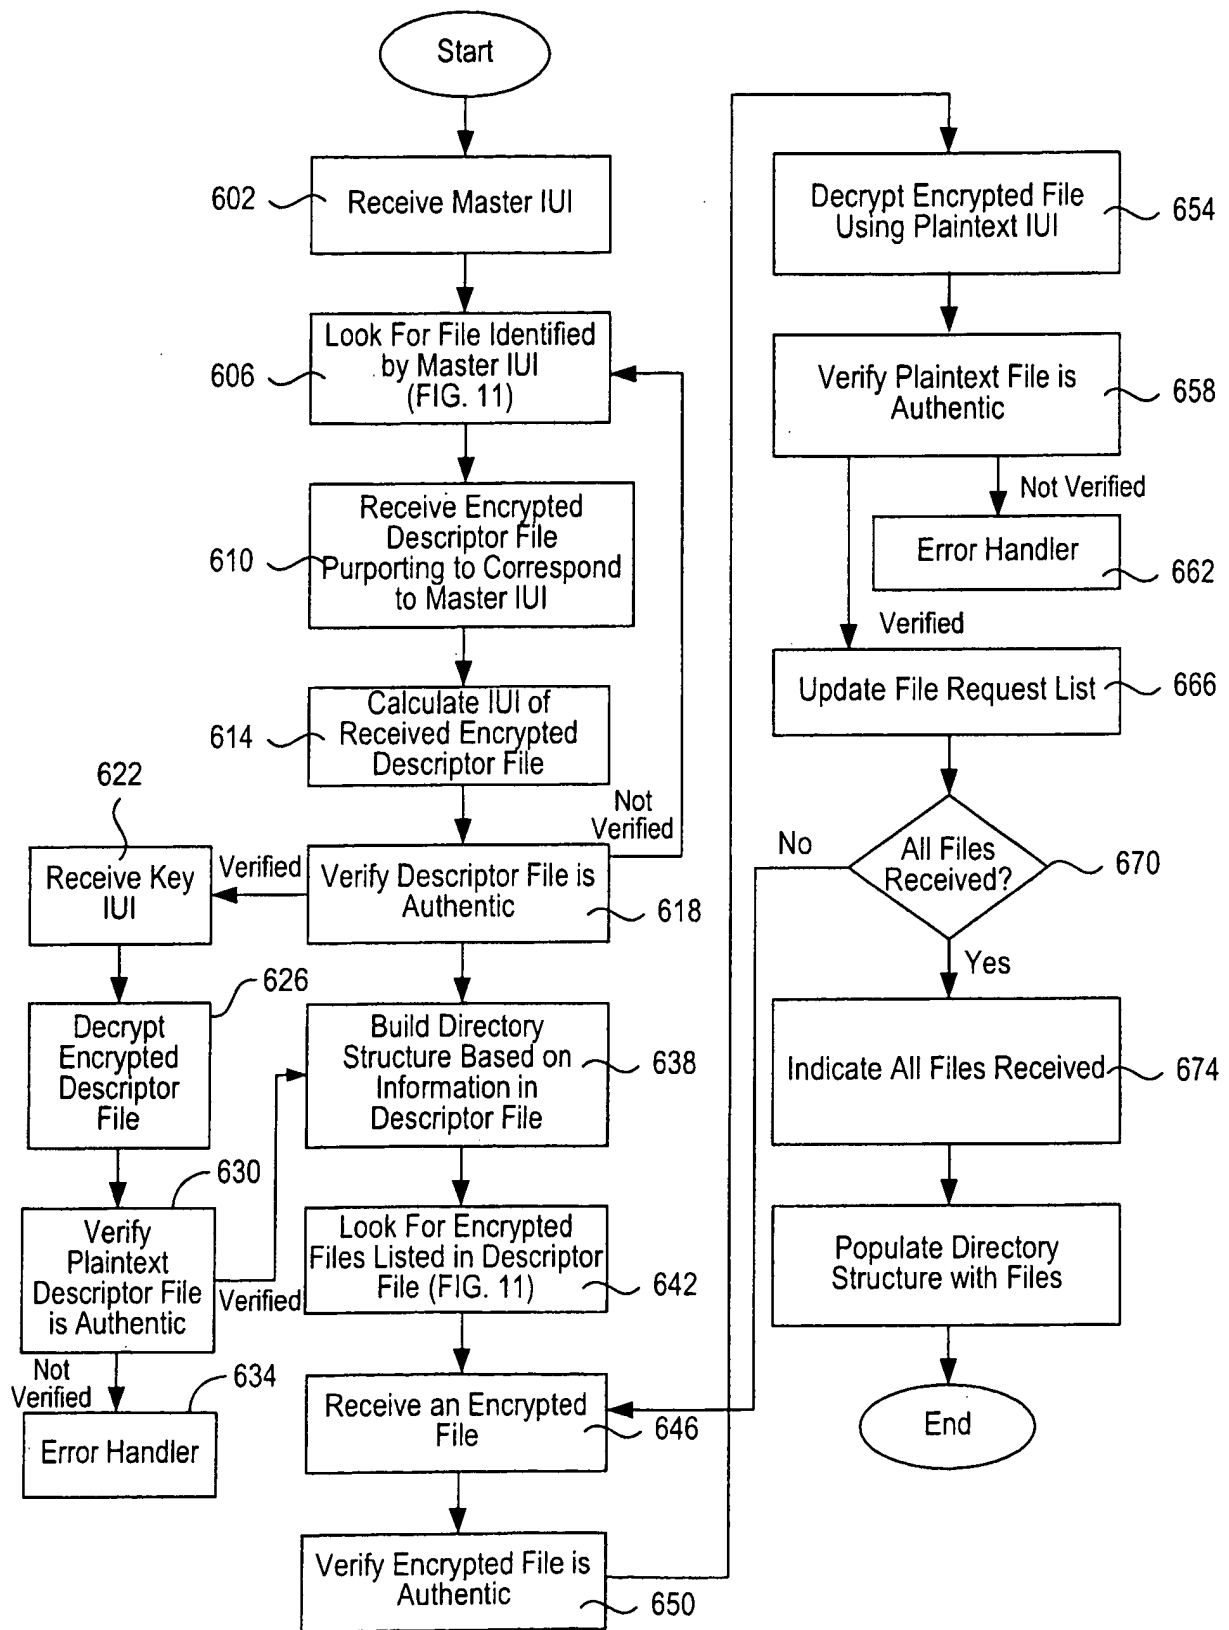 Start
602
Receive Master IUI
606
Look For File Identified
by Master IUI
(FIG. 11)
610
Receive Encrypted
Descriptor File
Purporting to Correspond
to Master IUI
614
Calculate IUI of
Received Encrypted
Descriptor File
Not
Verified
622
Receive Key
IUI
Verified
Verify Descriptor File is
Authentic
618
626
Decrypt
Encrypted
Descriptor
File
Build Directory
Structure Based on
Information in
Descriptor File
638
630
Verify
Plaintext
Descriptor File
is Authentic
Verified
Look For Encrypted
Files Listed in Descriptor
File (FIG. 11)
642
Not
Verified
634
Error Handler
Receive an Encrypted
File
646
Verify Encrypted File is
Authentic
650
Decrypt Encrypted File
Using Plaintext IUI
654
Verify Plaintext File is
Authentic
658
Not Verified
Error Handler
662
Verified
Update File Request List
666
No
All Files
Received?
670
Yes
Indicate All Files Received
674
Populate Directory
Structure with Files
End